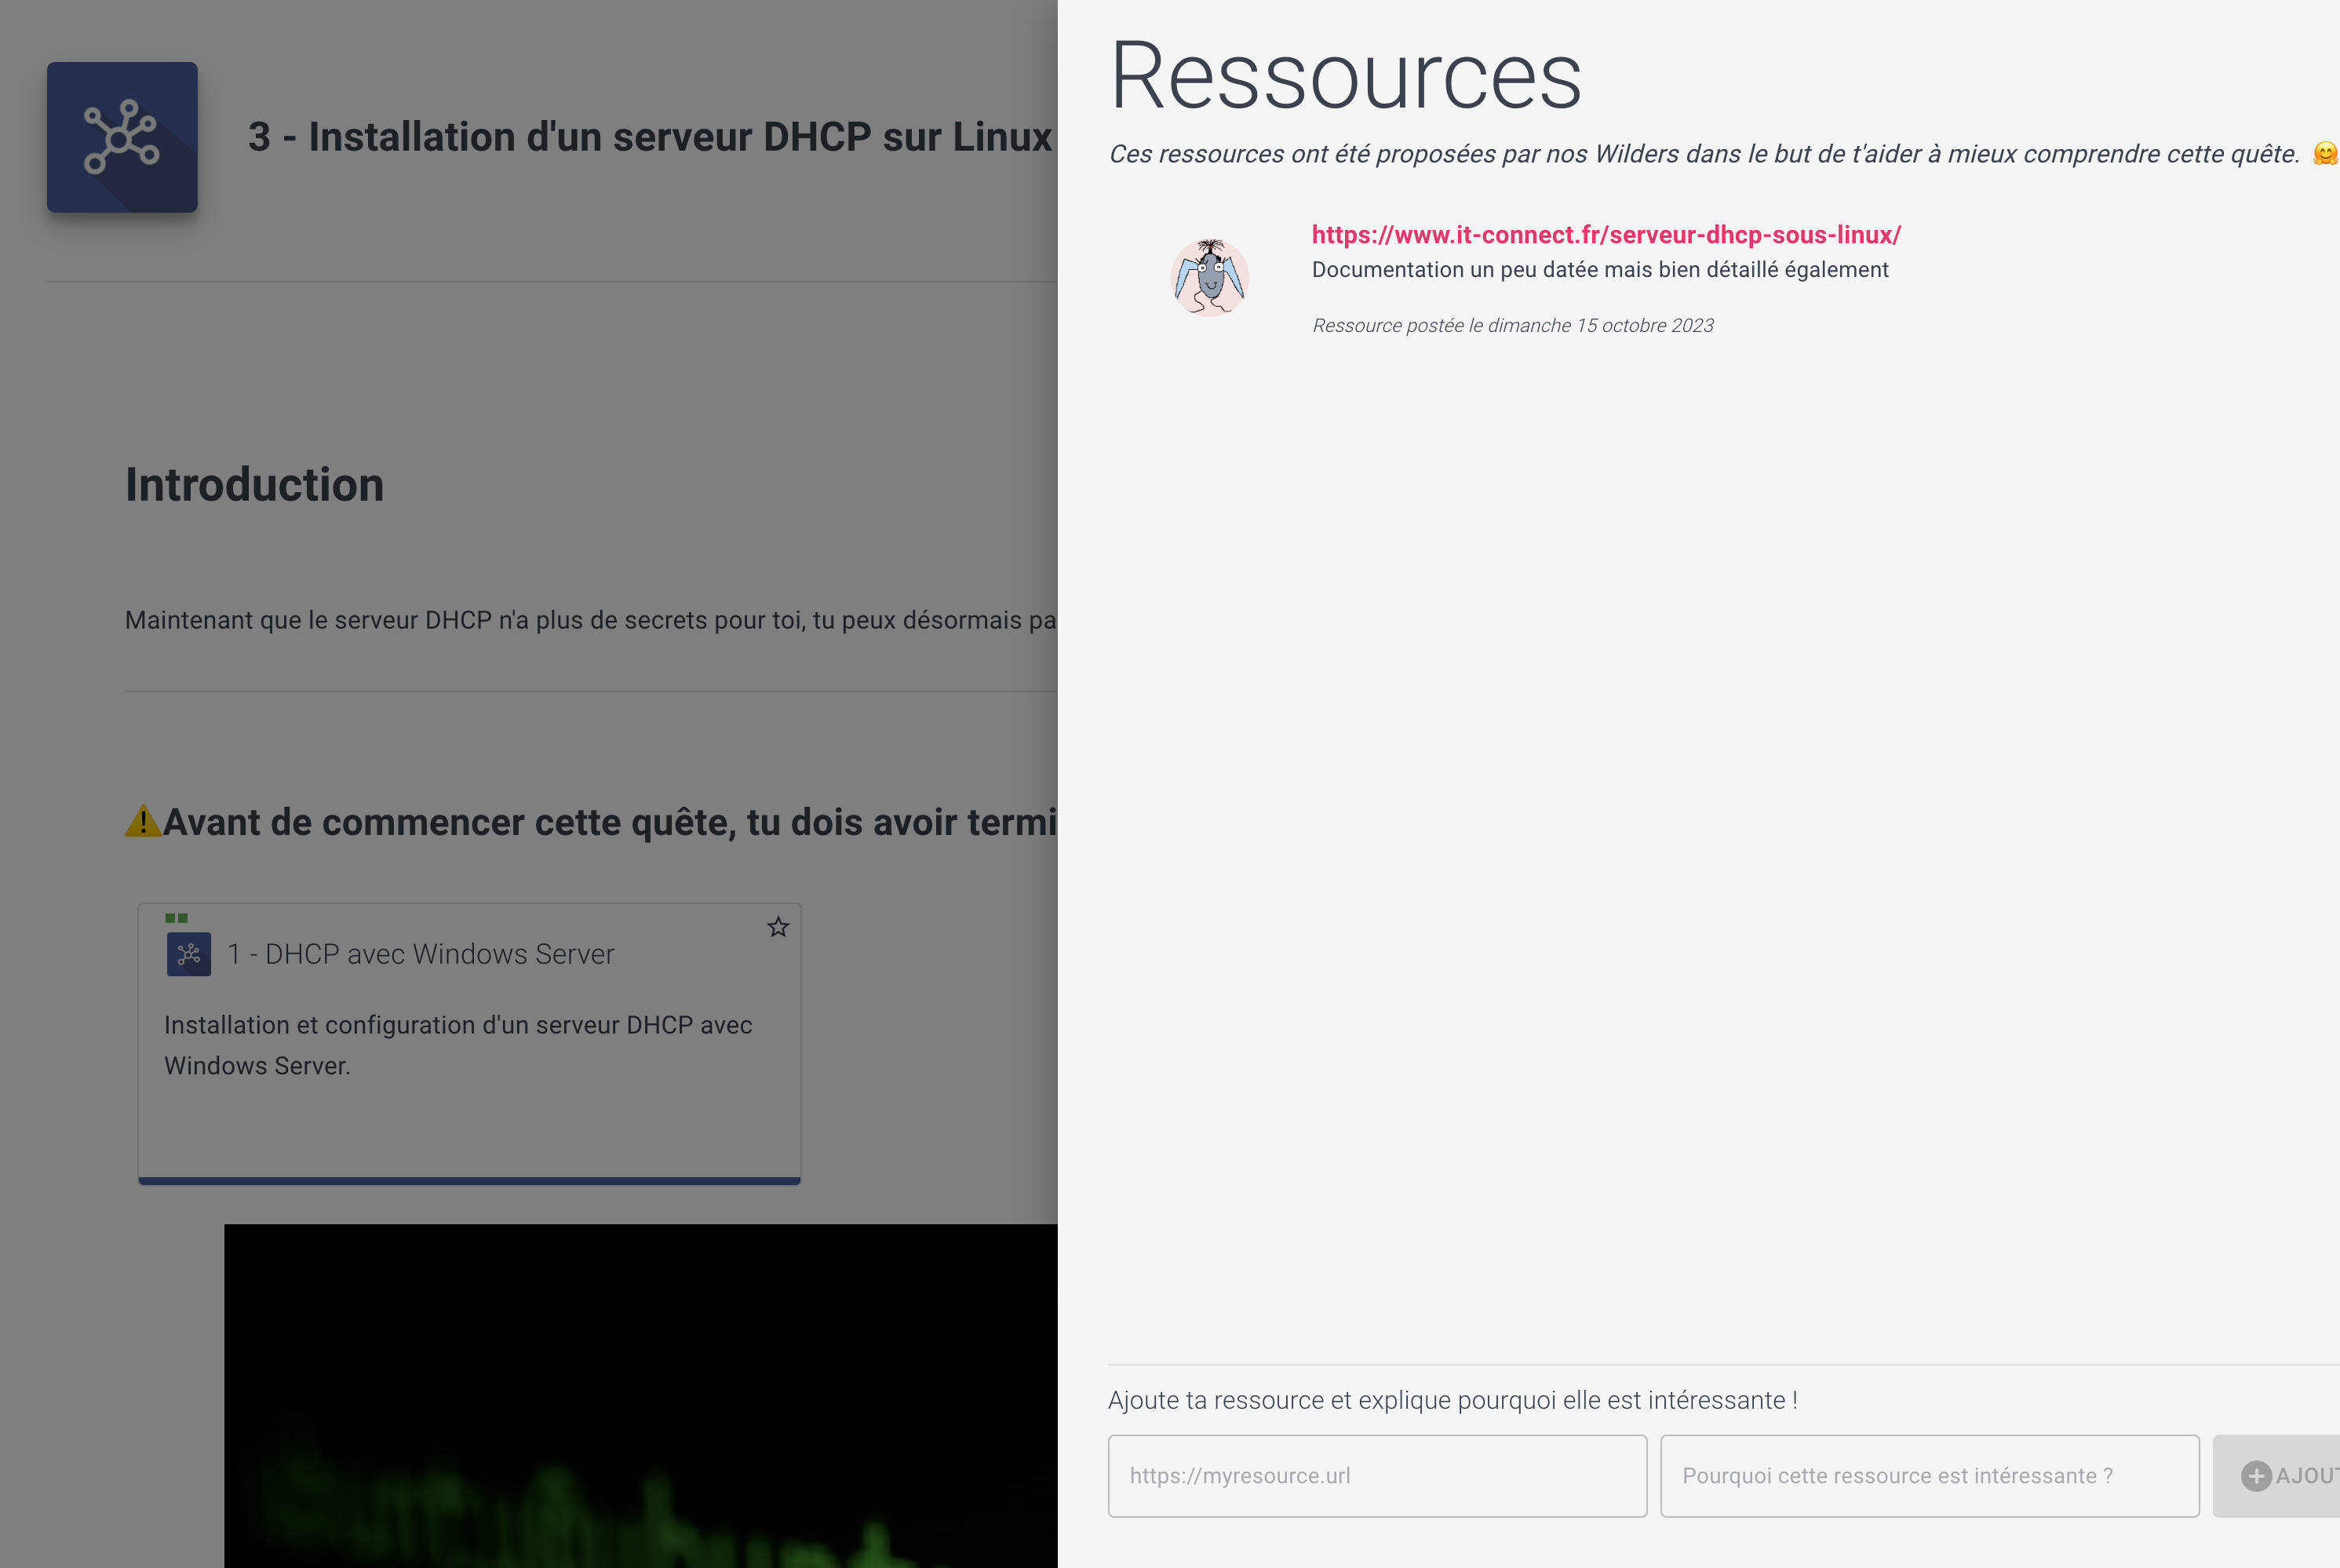 3 - Installation d'un serveur DHCP sur Linux
Introduction
Maintenant que le serveur DHCP n'a plus de secrets pour toi, tu peux désormais pa
⚠️Avant de commencer cette quête, tu dois avoir termi
1 - DHCP avec Windows Server
Installation et configuration d'un serveur DHCP avec
Windows Server.
Ressources
Ces ressources ont été proposées par nos Wilders dans le but de t'aider à mieux comprendre cette quête. 🤗
https://www.it-connect.fr/serveur-dhcp-sous-linux/
Documentation un peu datée mais bien détaillé également
Ressource postée le dimanche 15 octobre 2023
Ajoute ta ressource et explique pourquoi elle est intéressante !
https://myresource.url
Pourquoi cette ressource est intéressante ?
AJOUT